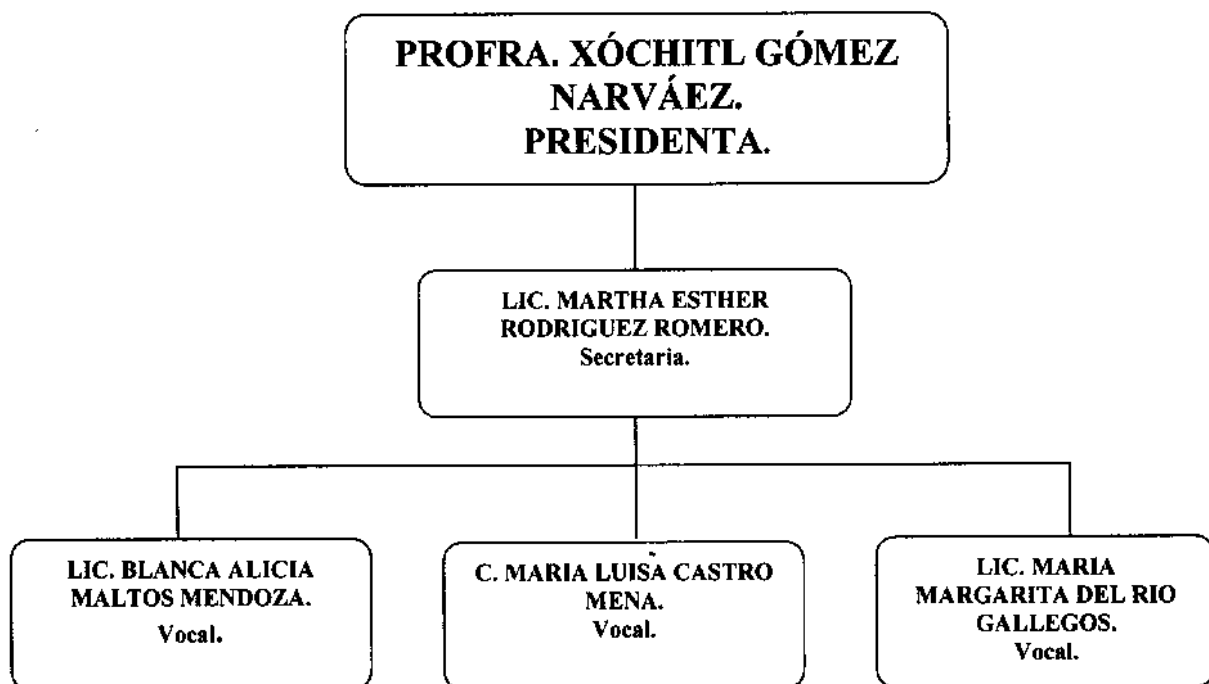 PROFRA. XÓCHITL GÓMEZ
NARVÁEZ.
PRESIDENTA.
LIC. MARTHA ESTHER
RODRIGUEZ ROMERO.
Secretaria.
LIC. BLANCA ALICIA
MALTOS MENDOZA.
Vocal.
C. MARIA LUISA CASTRO
MENA.
Vocal.
LIC. MARIA
MARGARITA DEL RIO
GALLEGOS.
Vocal.